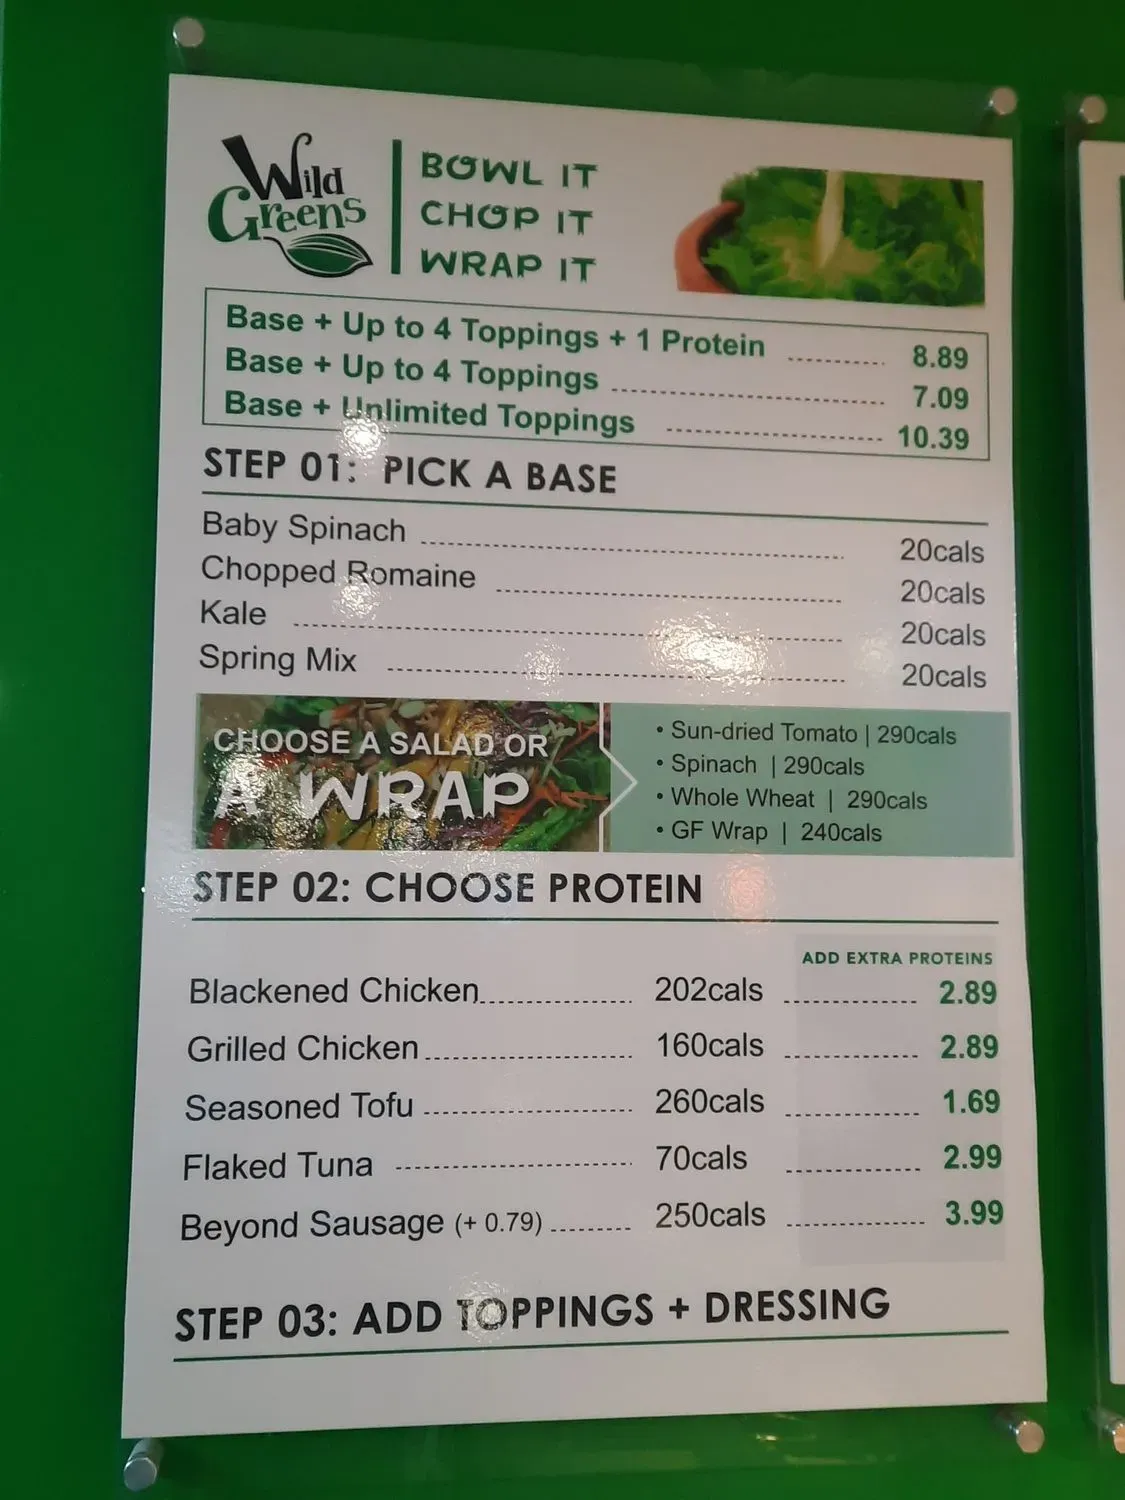 Wild
Greens
BOWL IT
CHOP IT
WRAP IT
Base + Up to 4 Toppings + 1 Protein 8.89
Base + Up to 4 Toppings 7.09
Base + Unlimited Toppings 10.39
STEP 01: PICK A BASE
Baby Spinach 20cals
Chopped Romaine 20cals
Kale 20cals
Spring Mix 20cals
CHOOSE A SALAD OR
A WRAP
• Sun-dried Tomato | 290cals
• Spinach | 290cals
• Whole Wheat | 290cals
• GF Wrap | 240cals
STEP 02: CHOOSE PROTEIN
ADD EXTRA PROTEINS
Blackened Chicken 202cals 2.89
Grilled Chicken 160cals 2.89
Seasoned Tofu 260cals 1.69
Flaked Tuna 70cals 2.99
Beyond Sausage (+ 0.79) 250cals 3.99
STEP 03: ADD TOPPINGS + DRESSING